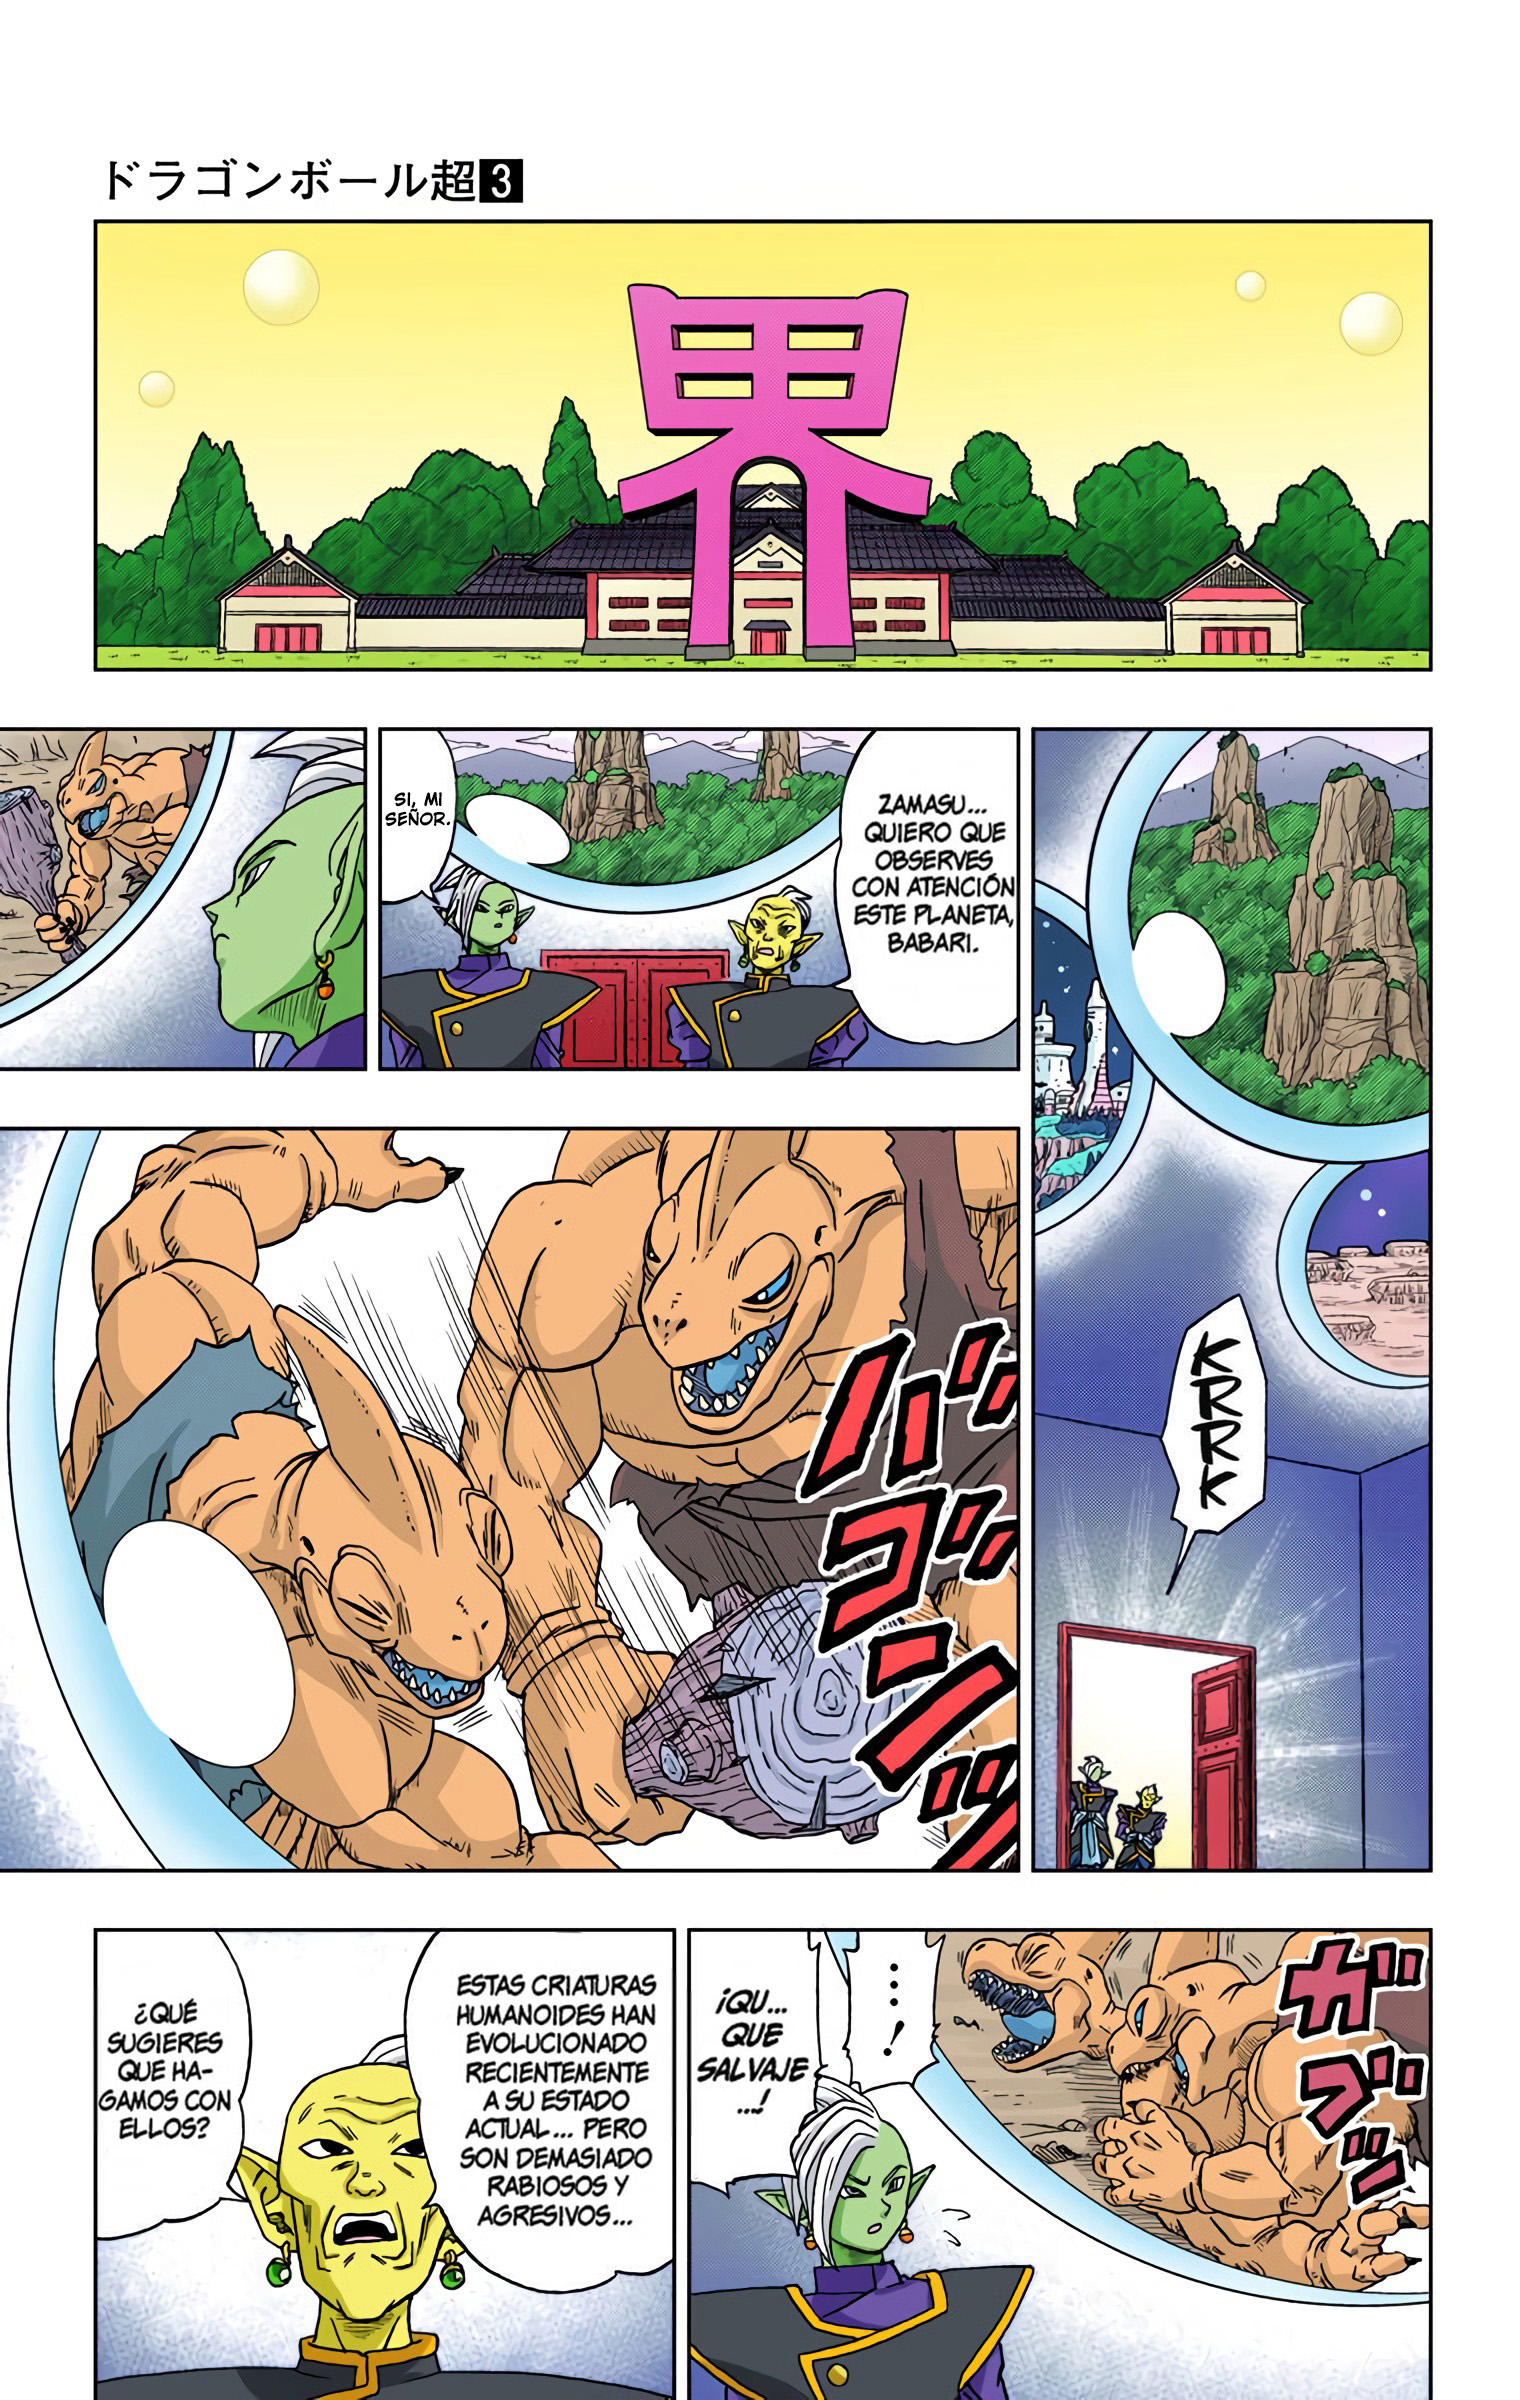 ドラゴンボール超3
界
KRRK
ZAMASU...
QUIERO QUE
OBSERVES
CON ATENCIÓN
ESTE PLANETA,
BABARI.
SI, MI
SEÑOR.
バゴンッ
ガブッ
...!
¡QU...
QUE
SALVAJE
...!
ESTAS CRIATURAS
HUMANOIDES HAN
EVOLUCIONADO
RECIENTEMENTE
A SU ESTADO
ACTUAL... PERO
SON DEMASIADO
RABIOSOS Y
AGRESIVOS...
¿QUÉ
SUGIERES
QUE HA-
GAMOS CON
ELLOS?